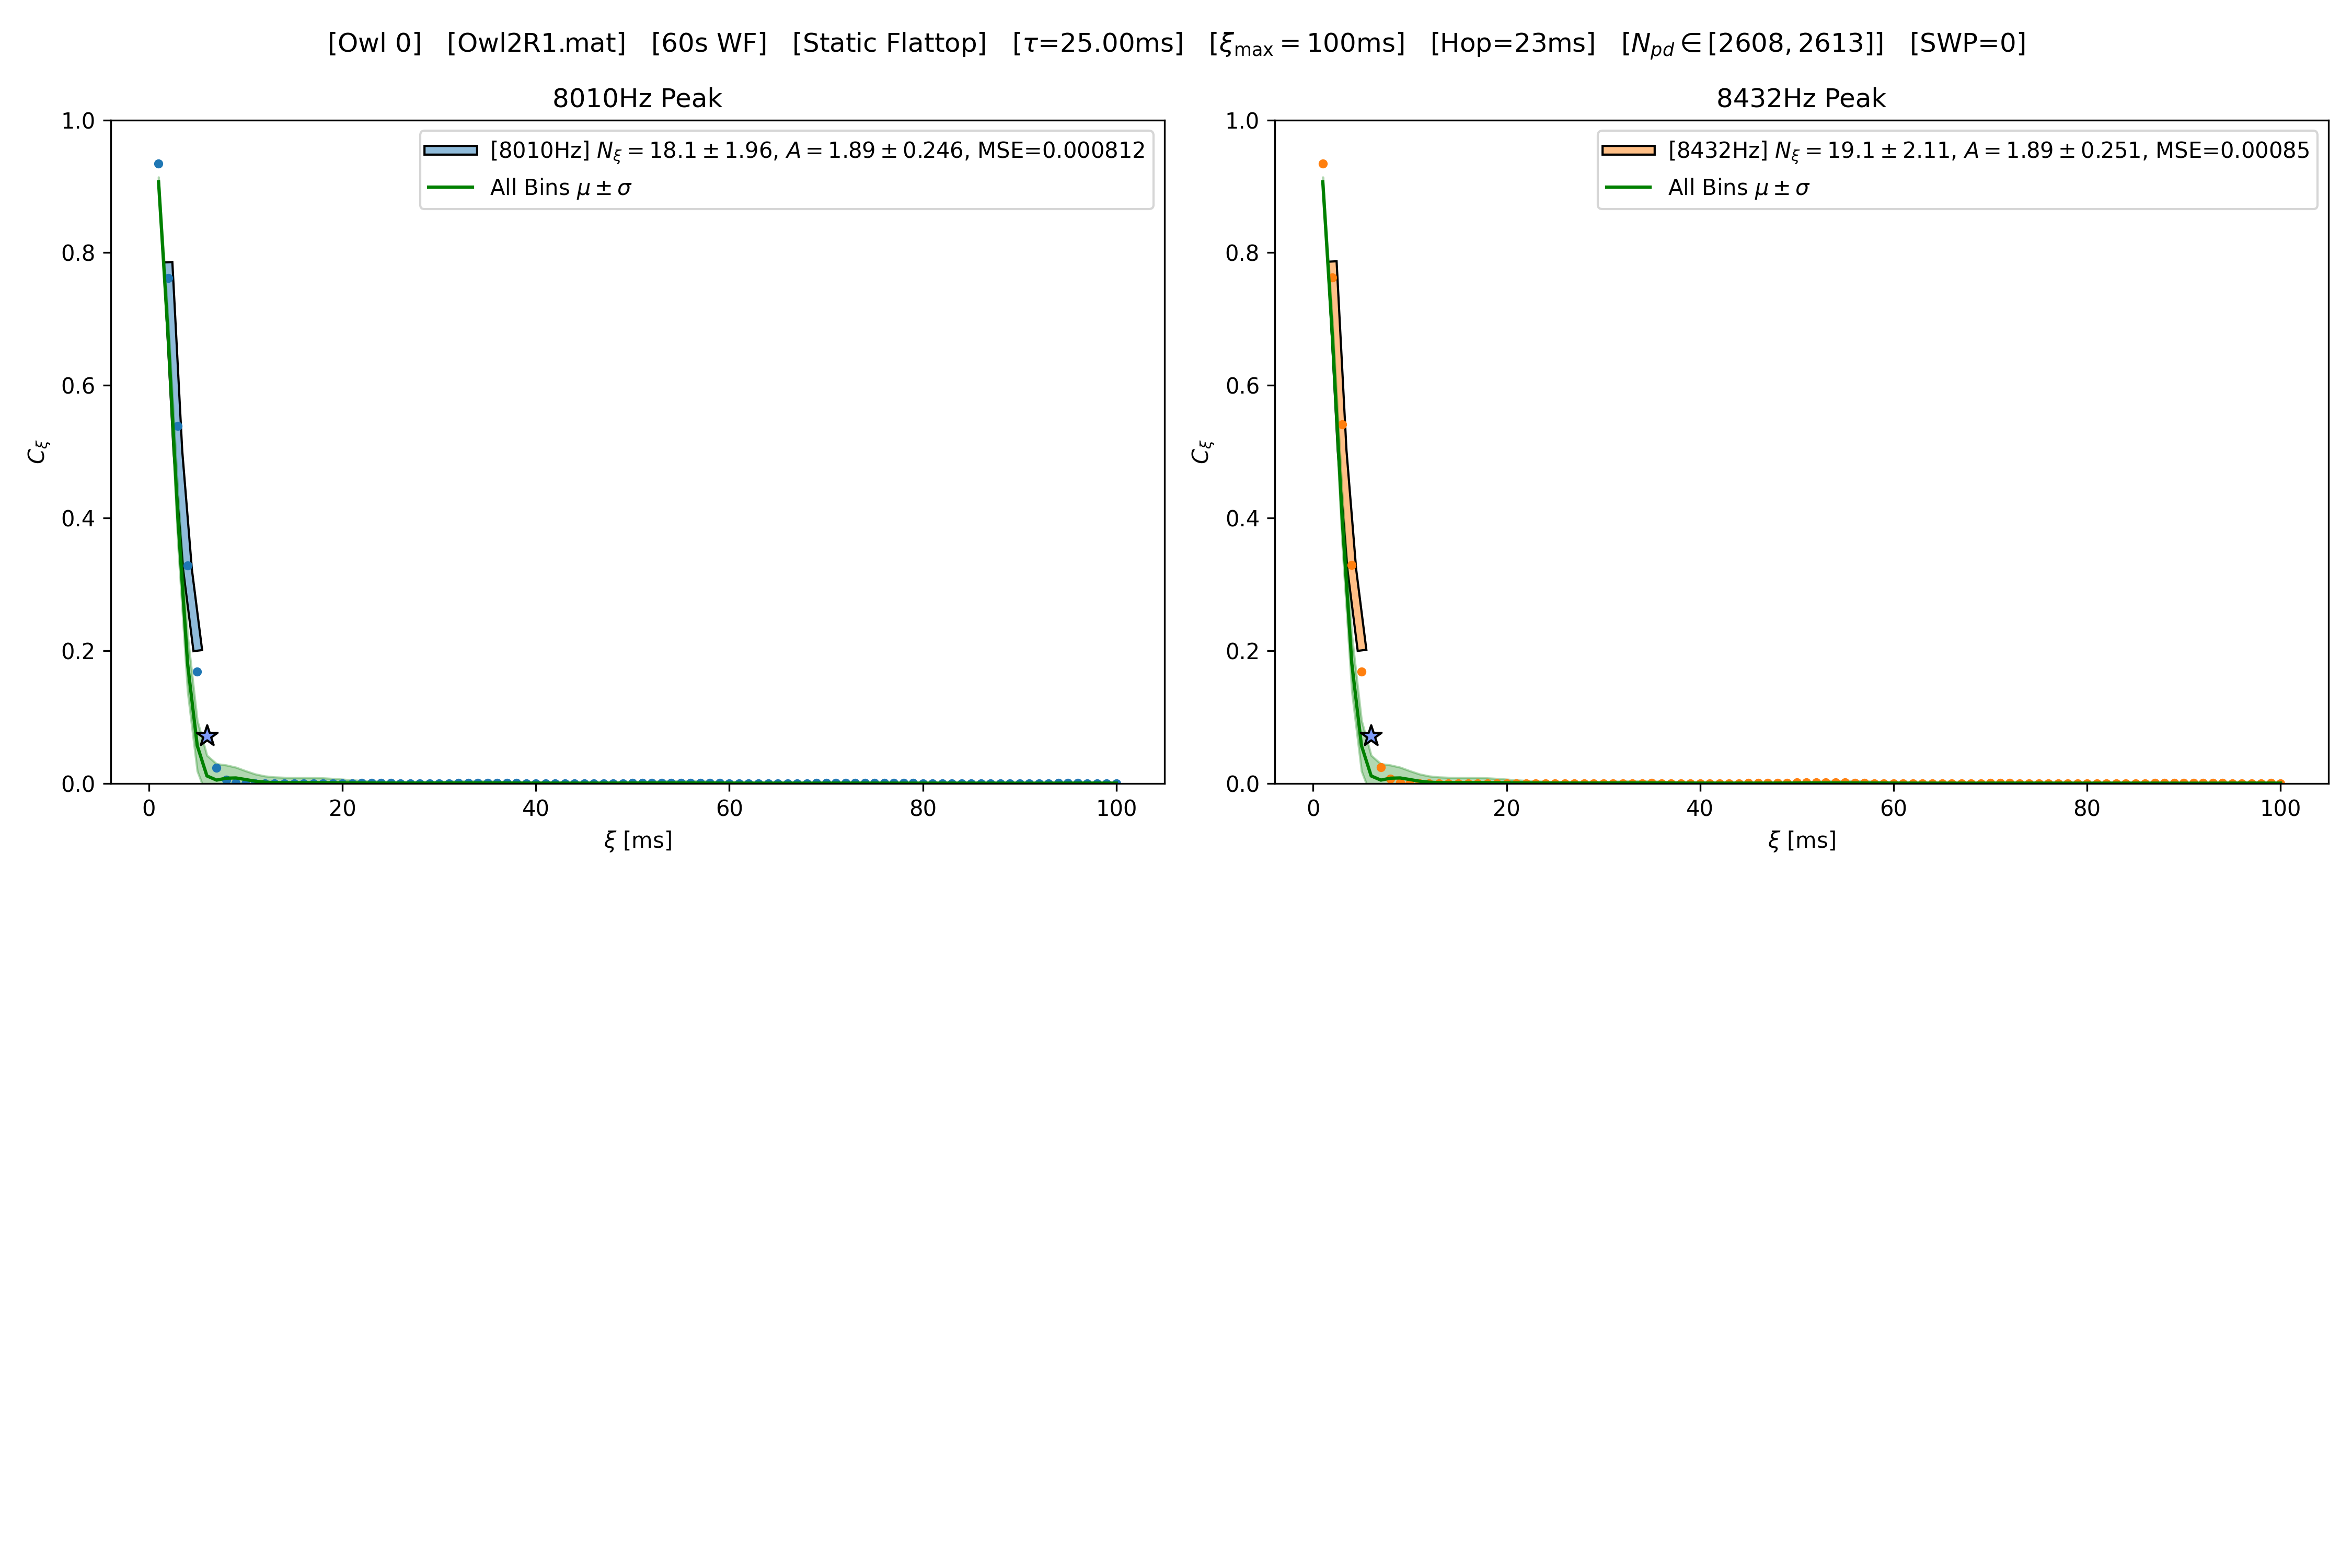 [Owl 0] [Owl2R1.mat] [60s WF] [Static Flattop] [τ=25.00ms] [ξmax = 100ms] [Hop=23ms] [Npd ∈ [2608, 2613]] [SWP=0]
8010Hz Peak
[8010Hz] Nξ = 18.1 ± 1.96, A = 1.89 ± 0.246, MSE=0.000812
All Bins μ ± σ
1.0
0.8
0.6
0.4
0.2
0.0
Cξ
0 20 40 60 80 100
ξ [ms]
8432Hz Peak
[8432Hz] Nξ = 19.1 ± 2.11, A = 1.89 ± 0.251, MSE=0.00085
All Bins μ ± σ
1.0
0.8
0.6
0.4
0.2
0.0
Cξ
0 20 40 60 80 100
ξ [ms]